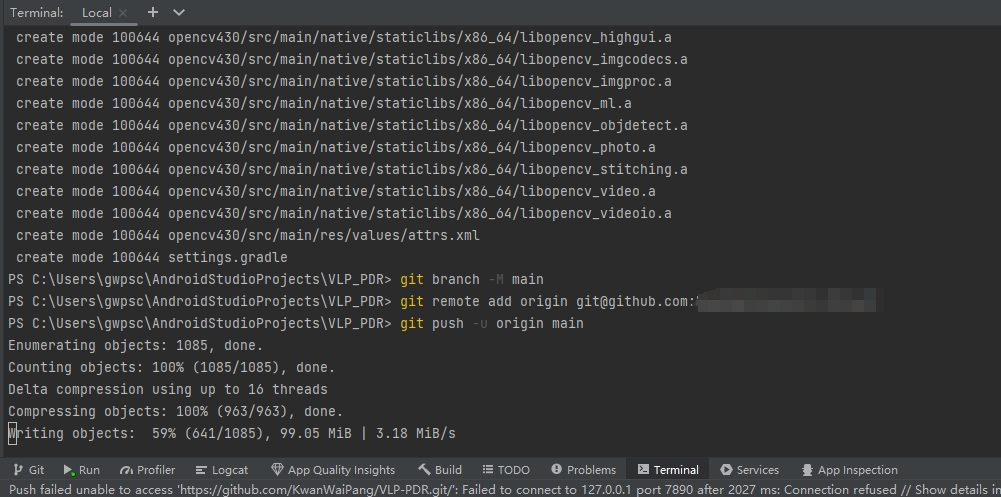 Terminal: Local × +
create mode 100644 opencv430/src/main/native/staticlibs/x86_64/libopencv_highgui.a
create mode 100644 opencv430/src/main/native/staticlibs/x86_64/libopencv_imgcodecs.a
create mode 100644 opencv430/src/main/native/staticlibs/x86_64/libopencv_imgproc.a
create mode 100644 opencv430/src/main/native/staticlibs/x86_64/libopencv_ml.a
create mode 100644 opencv430/src/main/native/staticlibs/x86_64/libopencv_objdetect.a
create mode 100644 opencv430/src/main/native/staticlibs/x86_64/libopencv_photo.a
create mode 100644 opencv430/src/main/native/staticlibs/x86_64/libopencv_stitching.a
create mode 100644 opencv430/src/main/native/staticlibs/x86_64/libopencv_video.a
create mode 100644 opencv430/src/main/native/staticlibs/x86_64/libopencv_videoio.a
create mode 100644 opencv430/src/main/res/values/attrs.xml
create mode 100644 settings.gradle
PS C:\Users\gwpsc\AndroidStudioProjects\VLP_PDR> git branch -M main
PS C:\Users\gwpsc\AndroidStudioProjects\VLP_PDR> git remote add origin git@github.com:
PS C:\Users\gwpsc\AndroidStudioProjects\VLP_PDR> git push -u origin main
Enumerating objects: 1085, done.
Counting objects: 100% (1085/1085), done.
Delta compression using up to 16 threads
Compressing objects: 100% (963/963), done.
Writing objects:  59% (641/1085), 99.05 MiB | 3.18 MiB/s
Git Run Profiler Logcat App Quality Insights Build TODO Problems Terminal Services App Inspection
Push failed unable to access 'https://github.com/KwanWaiPang/VLP-PDR.git/': Failed to connect to 127.0.0.1 port 7890 after 2027 ms: Connection refused // Show details in